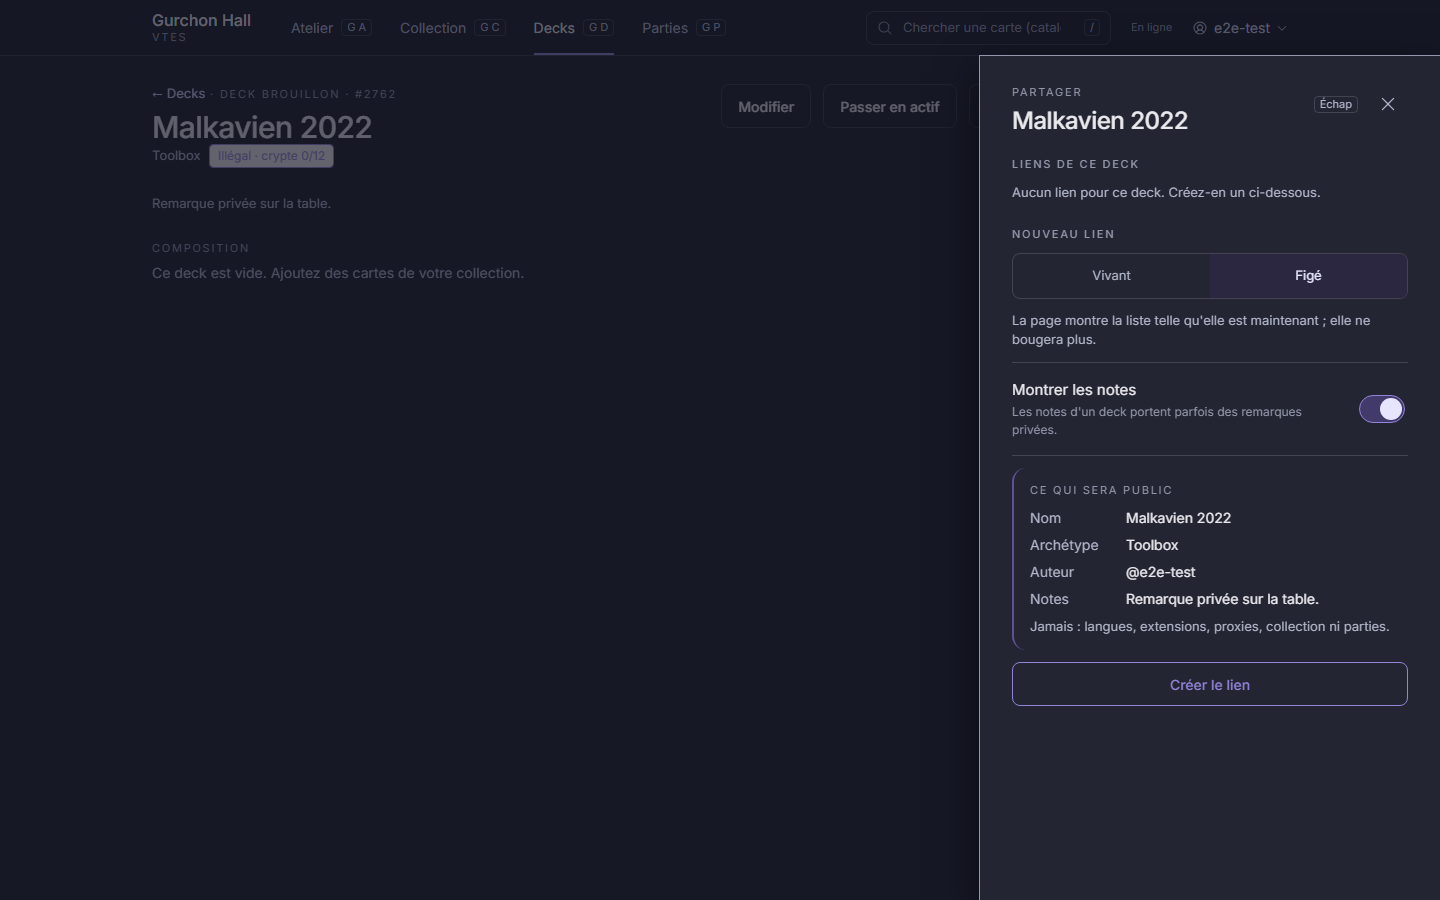 Gurchon Hall
VTES
Atelier G A
Collection G C
Decks G D
Parties G P
Chercher une carte (catal /
En ligne
e2e-test
← Decks · DECK BROUILLON · #2762
Malkavien 2022
Toolbox Illégal · crypte 0/12
Modifier
Passer en actif
Remarque privée sur la table.
COMPOSITION
Ce deck est vide. Ajoutez des cartes de votre collection.
PARTAGER
Malkavien 2022
Échap
LIENS DE CE DECK
Aucun lien pour ce deck. Créez-en un ci-dessous.
NOUVEAU LIEN
Vivant
Figé
La page montre la liste telle qu'elle est maintenant ; elle ne
bougera plus.
Montrer les notes
Les notes d'un deck portent parfois des remarques
privées.
CE QUI SERA PUBLIC
Nom Malkavien 2022
Archétype Toolbox
Auteur @e2e-test
Notes Remarque privée sur la table.
Jamais : langues, extensions, proxies, collection ni parties.
Créer le lien